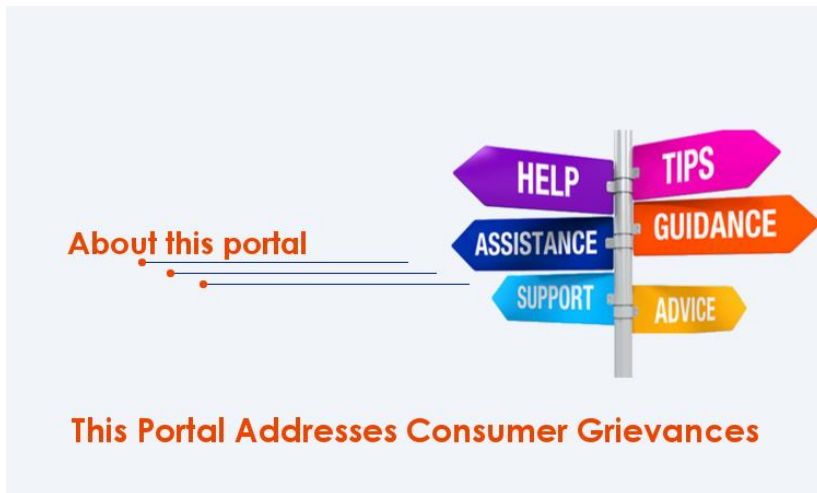 HELP
TIPS
ASSISTANCE
GUIDANCE
SUPPORT
ADVICE
About this portal
This Portal Addresses Consumer Grievances